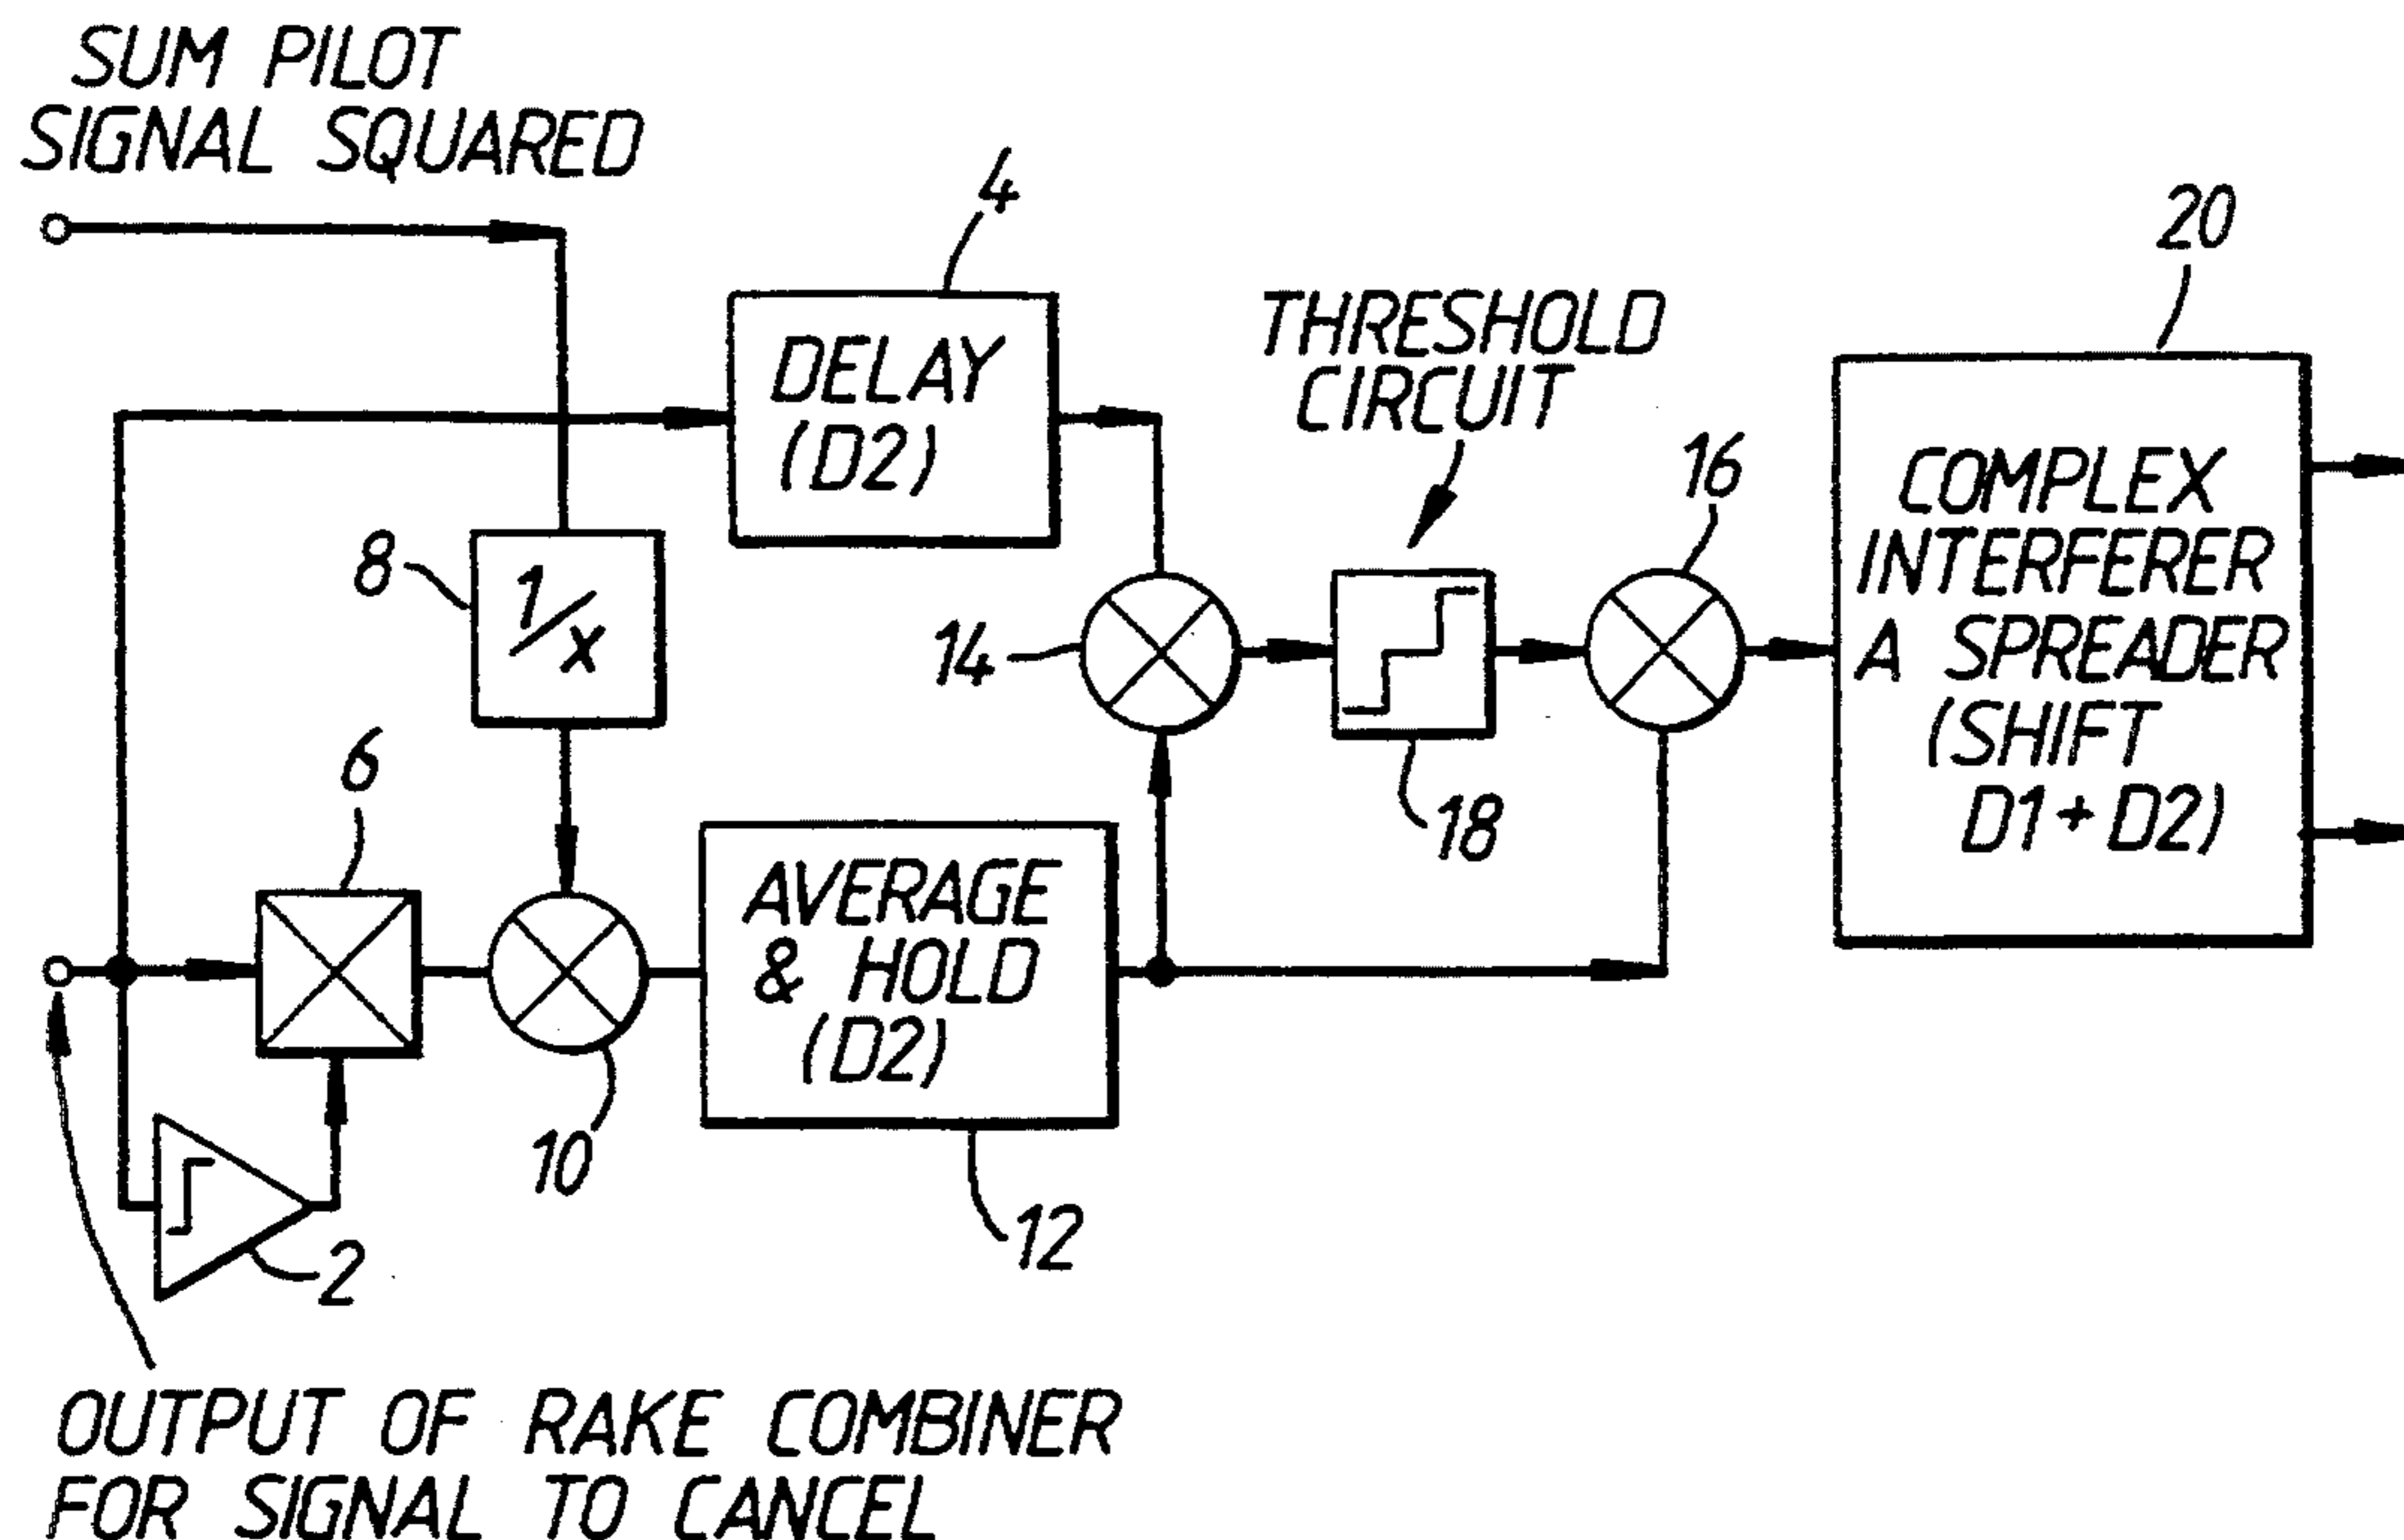 SUM PILOT
SIGNAL SQUARED
4
20
DELAY
(D2)
THRESHOLD
CIRCUIT
16
8
1/x
14
COMPLEX
INTERFERER
A SPREADER
(SHIFT
D1+D2)
18
6
AVERAGE
& HOLD
(D2)
10
12
2
OUTPUT OF RAKE COMBINER
FOR SIGNAL TO CANCEL